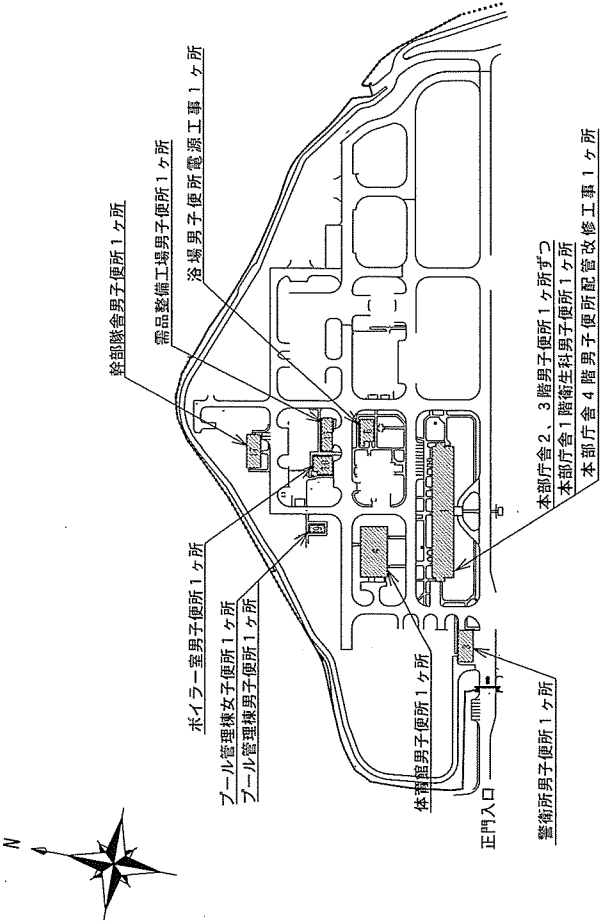 N
幹部隊舎男子便所1ヶ所
需品整備工場男子便所1ヶ所
浴場男子便所電源工事1ヶ所
ボイラー室男子便所1ヶ所
プール管理棟女子便所1ヶ所
プール管理棟男子便所1ヶ所
体育館男子便所1ヶ所
正門入口
警衛所男子便所1ヶ所
本部庁舎2、3階男子便所1ヶ所ずつ
本部庁舎1階衛生科男子便所1ヶ所
本部庁舎4階男子便所配管改修工事1ヶ所
1
3